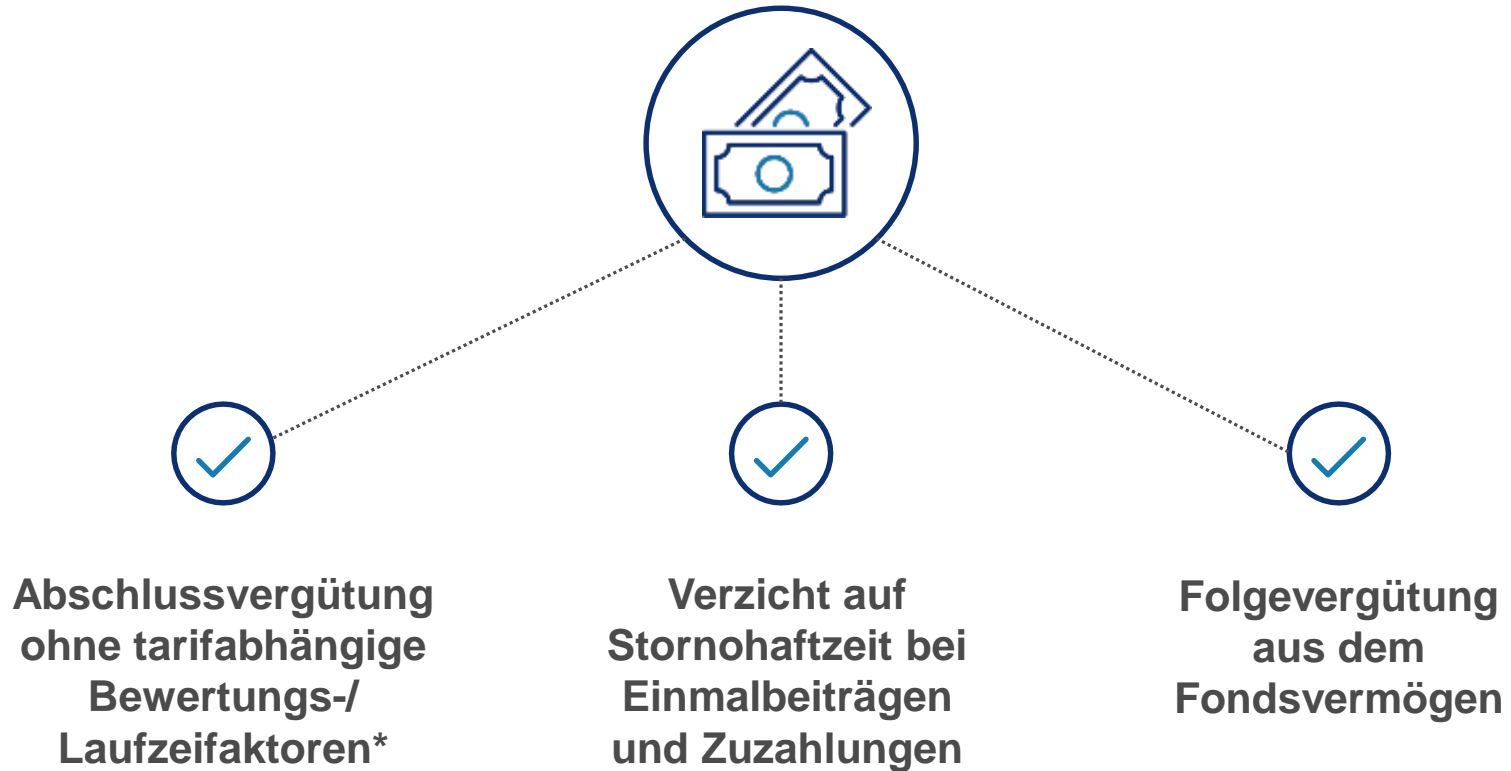 Abschlussvergütung
ohne tarifabhängige
Bewertungs-/
Laufzeifaktoren*
Verzicht auf
Stornohaftzeit bei
Einmalbeiträgen
und Zuzahlungen
Folgevergütung
aus dem
Fondsvermögen